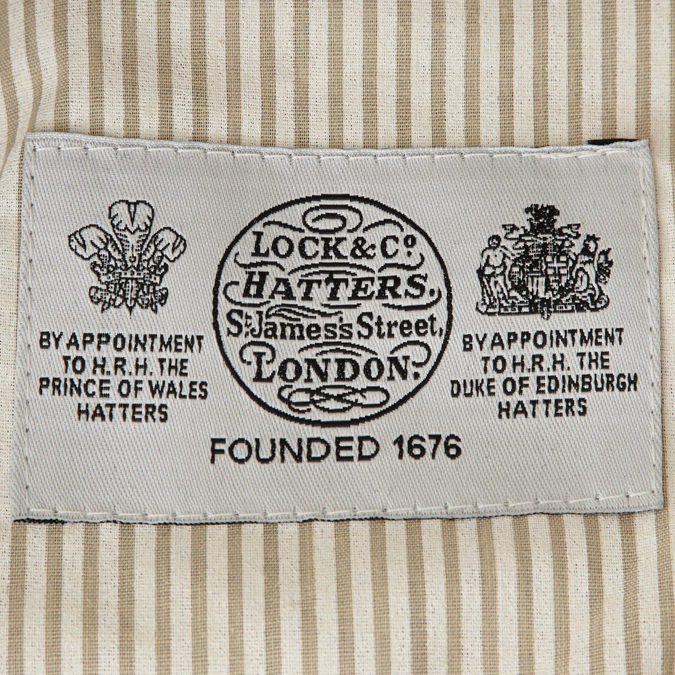 BY APPOINTMENT
TO H.R.H. THE
PRINCE OF WALES
HATTERS
LOCK & Co.
HATTERS.
St. James's Street,
LONDON.
FOUNDED 1676
BY APPOINTMENT
TO H.R.H. THE
DUKE OF EDINBURGH
HATTERS